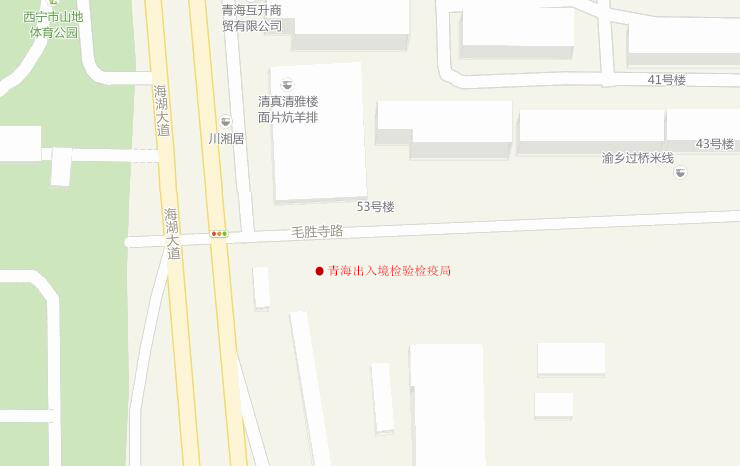 西宁市山地
体育公园
青海互升商
贸有限公司
海湖大道
清真清雅楼
面片炕羊排
川湘居
41号楼
43号楼
渝乡过桥米线
53号楼
海湖大道
毛胜寺路
青海出入境检验检疫局